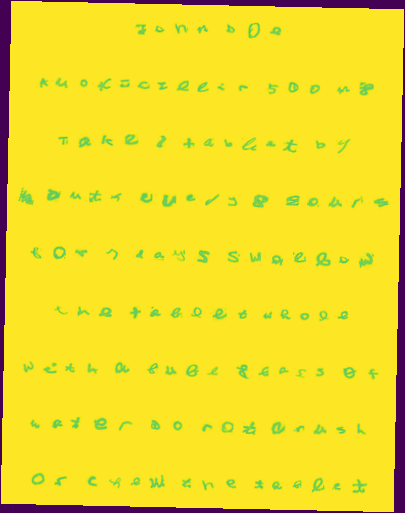 John DOe
Amoxicillin 500mg
Take 1 tablet by
mouth every 8 hours
for 7 days Swallow
the tablet whole
with a full glass of
water Do not crush
or chew the tablet